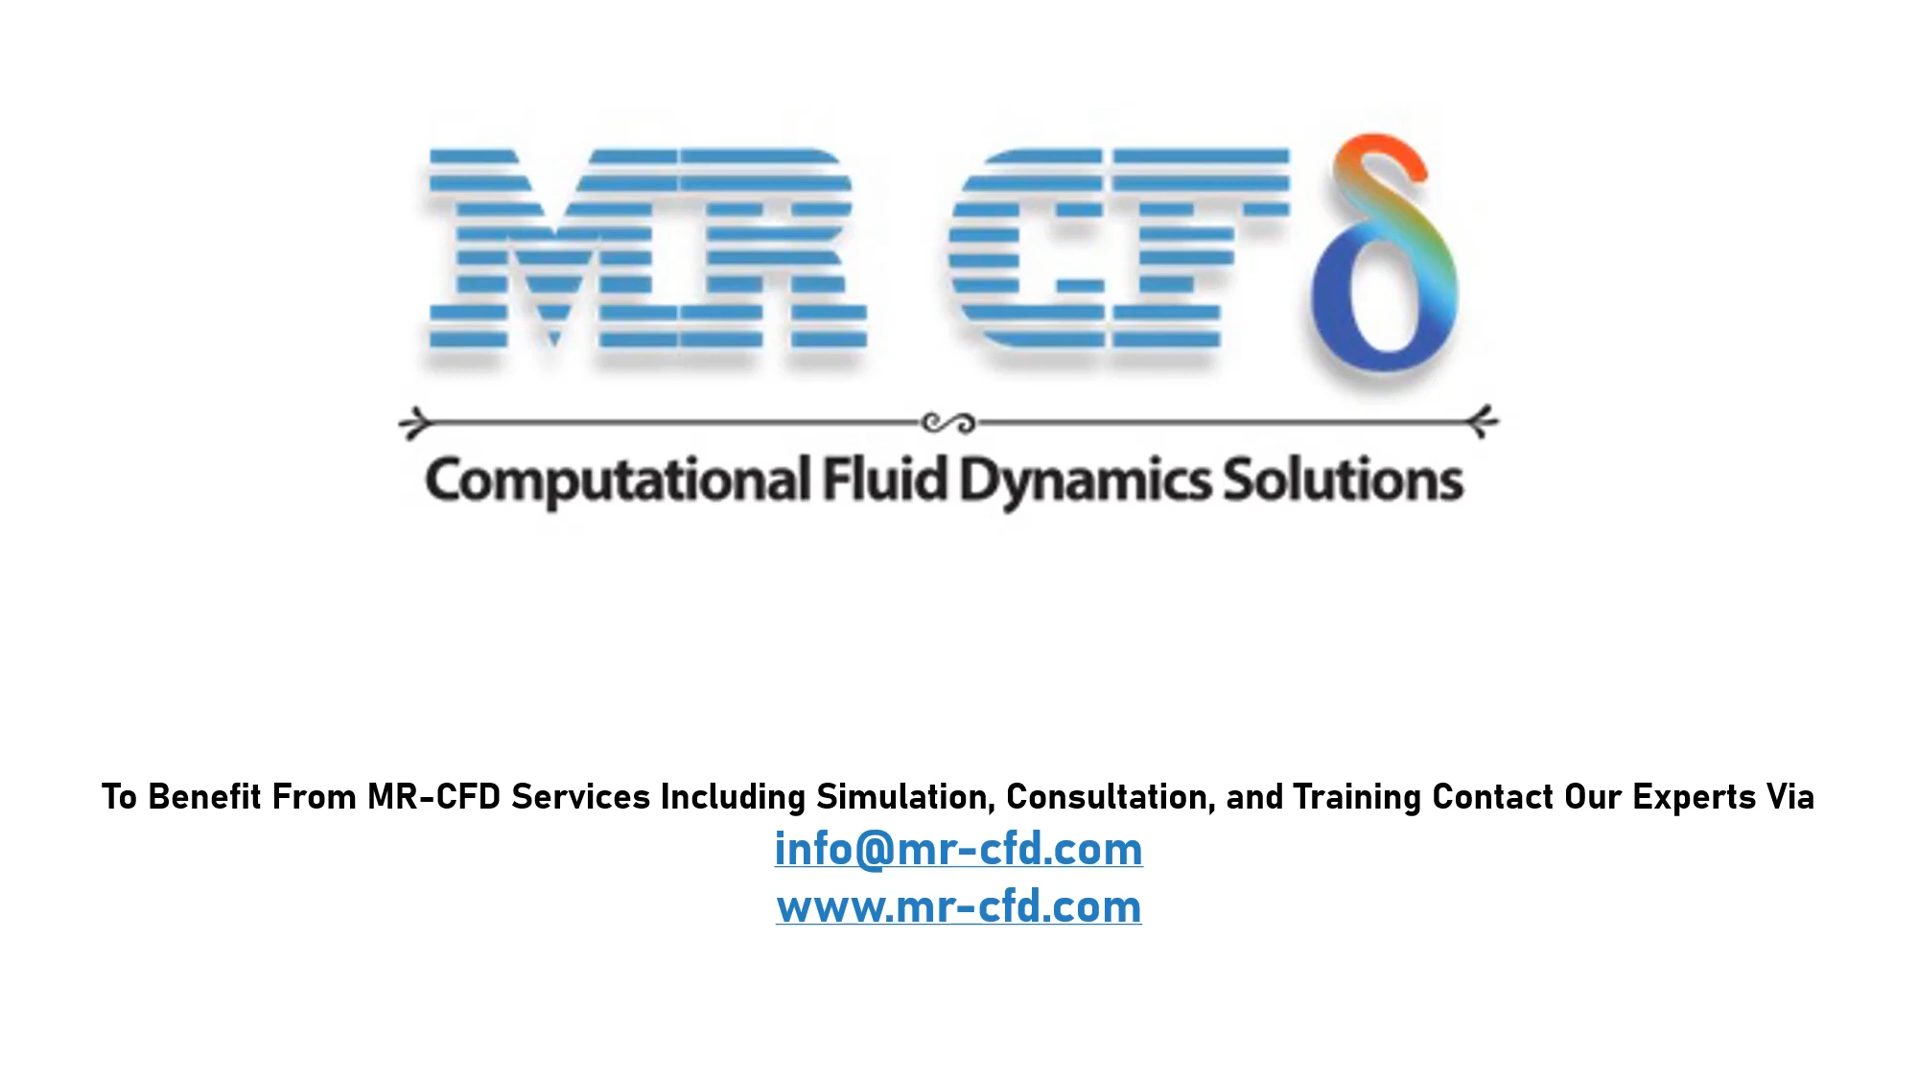 MR CFδ
Computational Fluid Dynamics Solutions
To Benefit From MR-CFD Services Including Simulation, Consultation, and Training Contact Our Experts Via
info@mr-cfd.com
www.mr-cfd.com